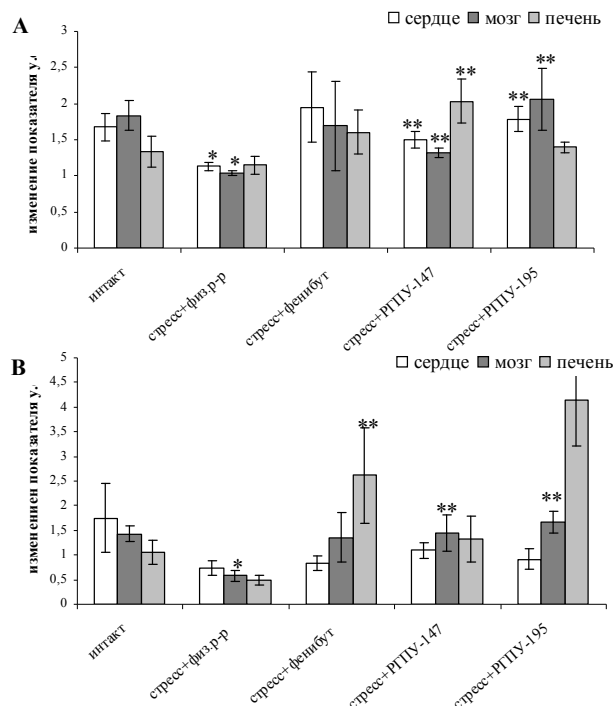 А
сердце мозг печень
изменение показателя у.
3
2,5
2
1,5
1
0,5
0
* * ** ** ** ** **
интакт
стресс+физ.р-р
стресс+фенибут
стресс+РГПУ-147
стресс+РГПУ-195
В
сердце мозг печень
изменениен показателя у.
5
4,5
4
3,5
3
2,5
2
1,5
1
0,5
0
* ** ** **
интакт
стресс+физ.р-р
стресс+фенибут
стресс+РГПУ-147
стресс+РГПУ-195